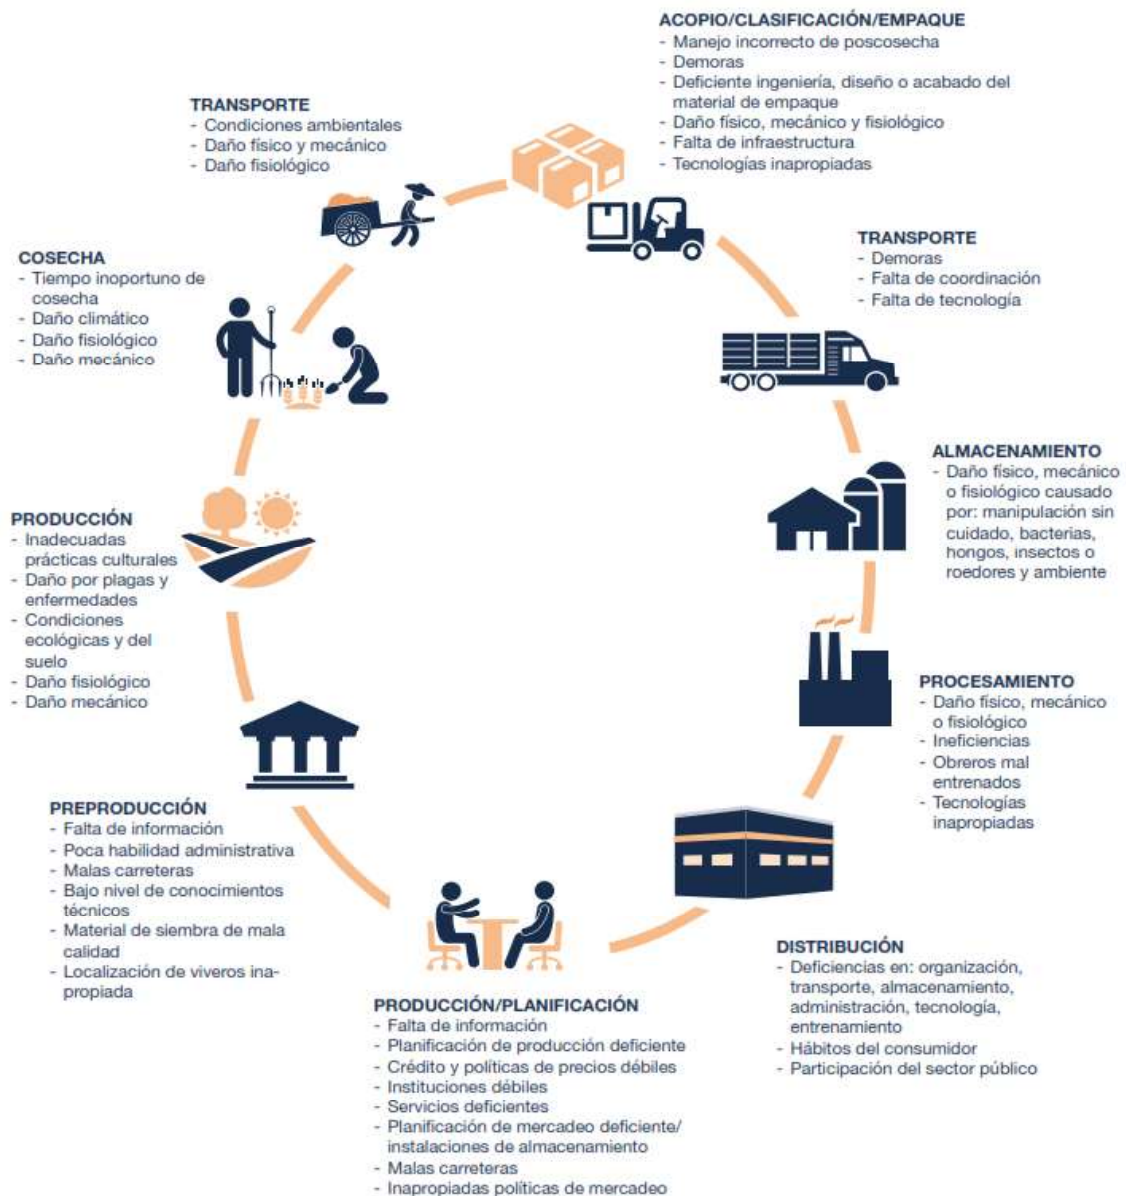 ACOPIO/CLASIFICACIÓN/EMPAQUE
- Manejo incorrecto de poscosecha
- Demoras
- Deficiente ingeniería, diseño o acabado del
material de empaque
- Daño físico, mecánico y fisiológico
- Falta de infraestructura
- Tecnologías inapropiadas
TRANSPORTE
- Condiciones ambientales
- Daño físico y mecánico
- Daño fisiológico
TRANSPORTE
- Demoras
- Falta de coordinación
- Falta de tecnología
COSECHA
- Tiempo inoportuno de
cosecha
- Daño climático
- Daño fisiológico
- Daño mecánico
ALMACENAMIENTO
- Daño físico, mecánico
o fisiológico causado
por: manipulación sin
cuidado, bacterias,
hongos, insectos o
roedores y ambiente
PRODUCCIÓN
- Inadecuadas
prácticas culturales
- Daño por plagas y
enfermedades
- Condiciones
ecológicas y del
suelo
- Daño fisiológico
- Daño mecánico
PROCESAMIENTO
- Daño físico, mecánico
o fisiológico
- Ineficiencias
- Obreros mal
entrenados
- Tecnologías
inapropiadas
PREPRODUCCIÓN
- Falta de información
- Poca habilidad administrativa
- Malas carreteras
- Bajo nivel de conocimientos
técnicos
- Material de siembra de mala
calidad
- Localización de viveros ina-
propiada
DISTRIBUCIÓN
- Deficiencias en: organización,
transporte, almacenamiento,
administración, tecnología,
entrenamiento
- Hábitos del consumidor
- Participación del sector público
PRODUCCIÓN/PLANIFICACIÓN
- Falta de información
- Planificación de producción deficiente
- Crédito y políticas de precios débiles
- Instituciones débiles
- Servicios deficientes
- Planificación de mercadeo deficiente/
instalaciones de almacenamiento
- Malas carreteras
- Inapropiadas políticas de mercadeo